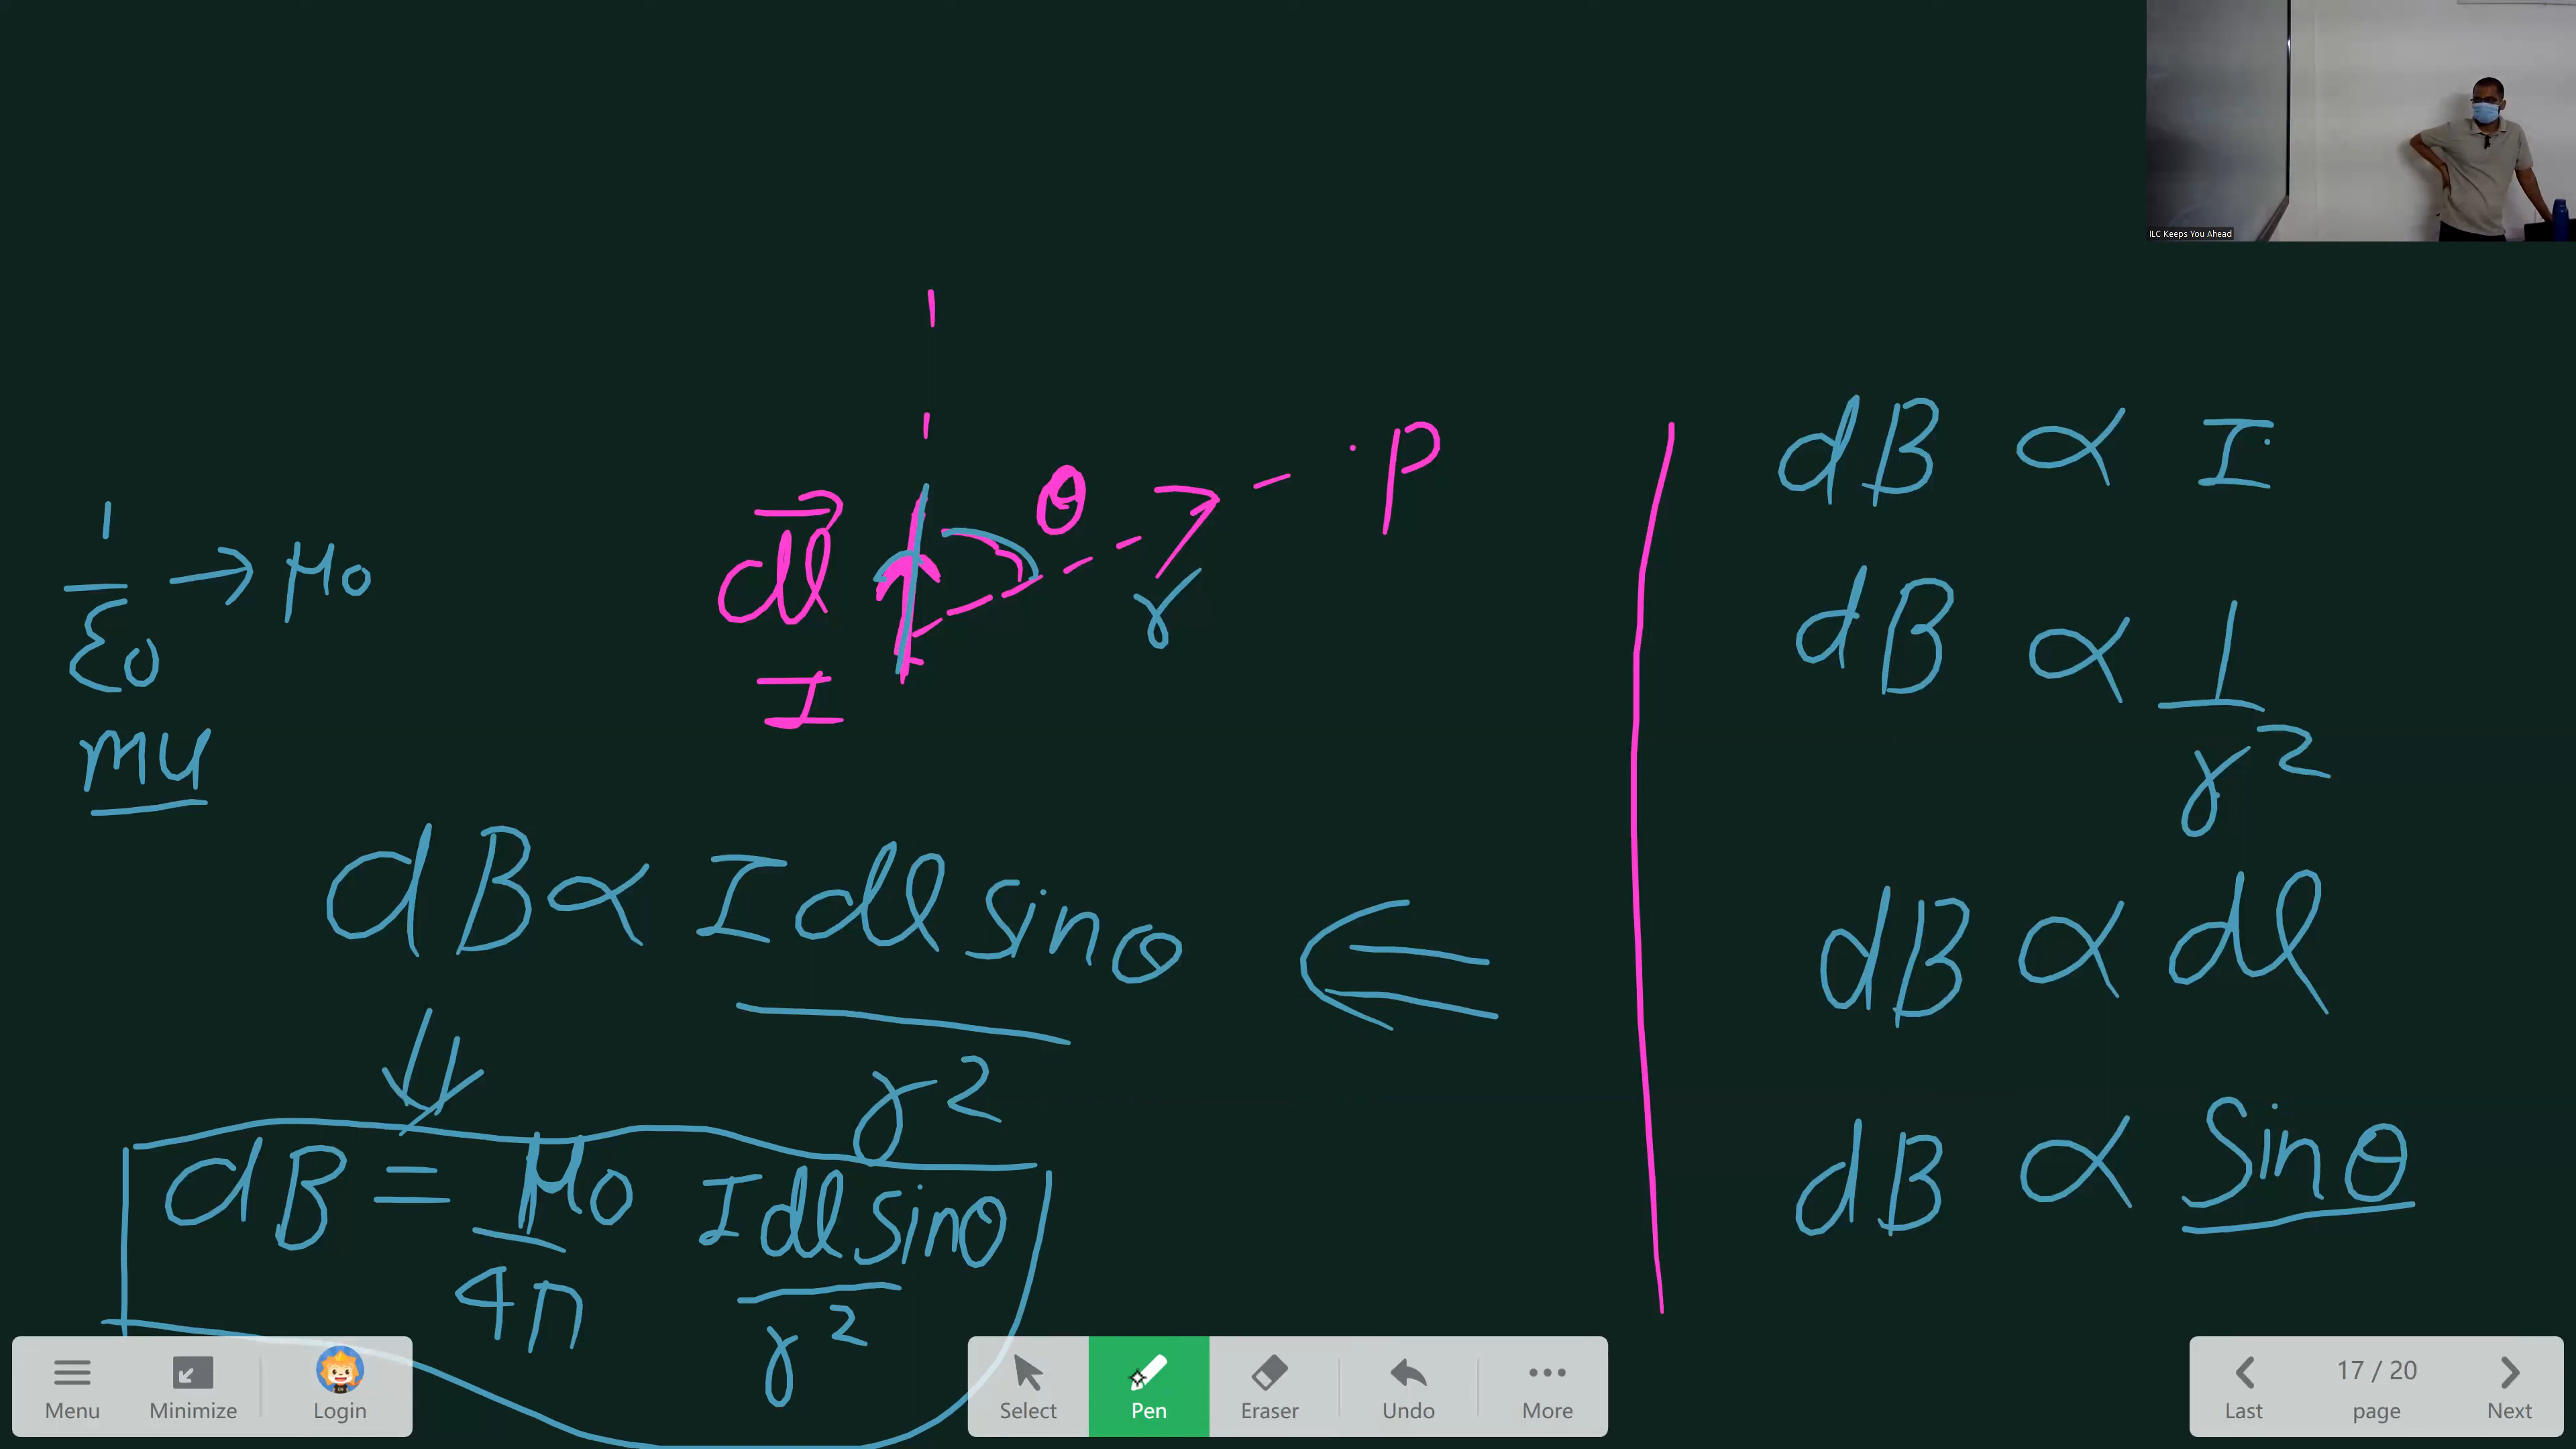 ILC Keeps You Ahead
dB ∝ I
dB ∝ 1/r²
dB ∝ dl
dB ∝ Sinθ
1/ε0 → μ0
mu
dl⃗
I
θ
r
.P
dB ∝ Idl sinθ / r²
dB = μ0/4π Idl sinθ / r²
Menu Minimize Login
Select Pen Eraser Undo More
Last 17 / 20 page Next